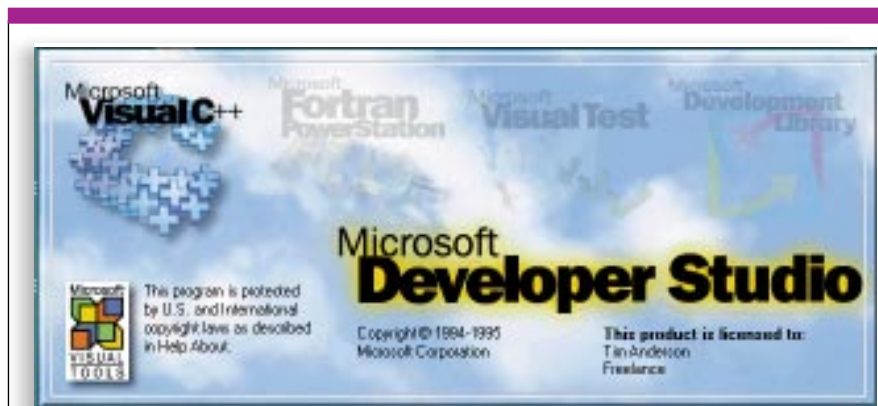 Microsoft
Visual C++
Microsoft
Fortran
PowerStation
Microsoft
Visual Test
Microsoft
Development
Library
Microsoft
Developer Studio
Microsoft
VISUAL
TOOLS
This program is protected
by U.S. and International
copyright laws as described
in Help About.
Copyright © 1994-1995
Microsoft Corporation
This product is licensed to:
Tim Anderson
Freelance